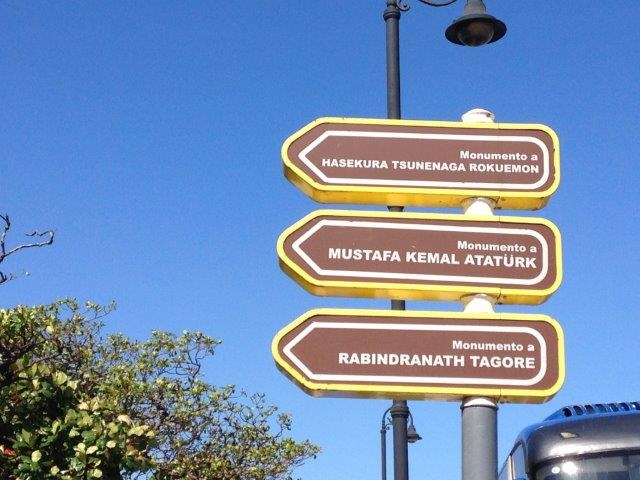 Monumento a
HASEKURA TSUNENAGA ROKUEMON
Monumento a
MUSTAFA KEMAL ATATÜRK
Monumento a
RABINDRANATH TAGORE